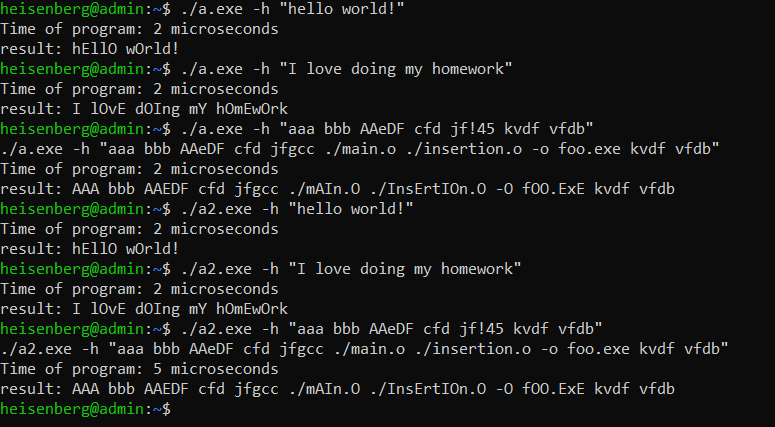 heisenberg@admin:~$ ./a.exe -h "hello world!"
Time of program: 2 microseconds
result: hEllO wOrld!
heisenberg@admin:~$ ./a.exe -h "I love doing my homework"
Time of program: 2 microseconds
result: I lOvE dOIng mY hOmEwOrk
heisenberg@admin:~$ ./a.exe -h "aaa bbb AAeDF cfd jf!45 kvdf vfdb"
./a.exe -h "aaa bbb AAeDF cfd jfgcc ./main.o ./insertion.o -o foo.exe kvdf vfdb"
Time of program: 2 microseconds
result: AAA bbb AAEDF cfd jfgcc ./mAIn.O ./InsErtIOn.O -O fOO.ExE kvdf vfdb
heisenberg@admin:~$ ./a2.exe -h "hello world!"
Time of program: 2 microseconds
result: hEllO wOrld!
heisenberg@admin:~$ ./a2.exe -h "I love doing my homework"
Time of program: 2 microseconds
result: I lOvE dOIng mY hOmEwOrk
heisenberg@admin:~$ ./a2.exe -h "aaa bbb AAeDF cfd jf!45 kvdf vfdb"
./a2.exe -h "aaa bbb AAeDF cfd jfgcc ./main.o ./insertion.o -o foo.exe kvdf vfdb"
Time of program: 5 microseconds
result: AAA bbb AAEDF cfd jfgcc ./mAIn.O ./InsErtIOn.O -O fOO.ExE kvdf vfdb
heisenberg@admin:~$